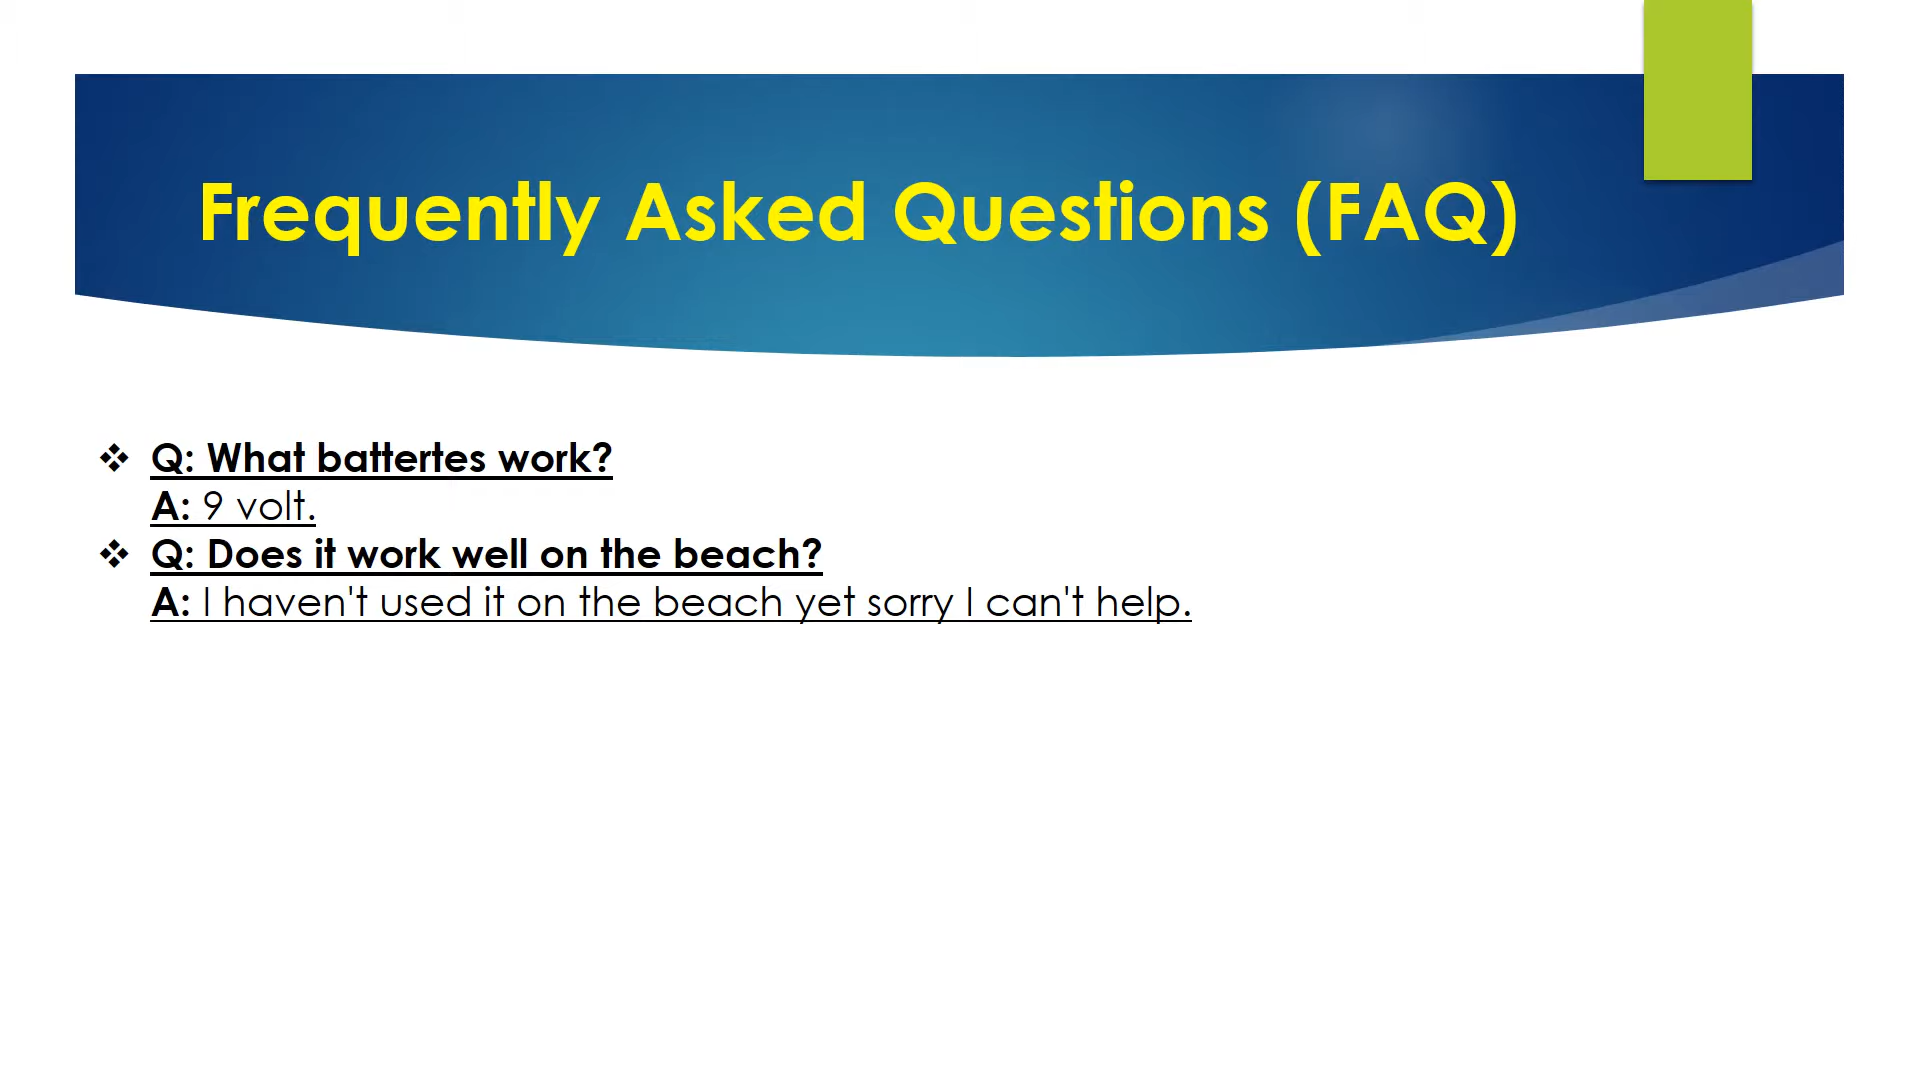 Frequently Asked Questions (FAQ)
Q: What battertes work?
A: 9 volt.
Q: Does it work well on the beach?
A: I haven't used it on the beach yet sorry I can't help.